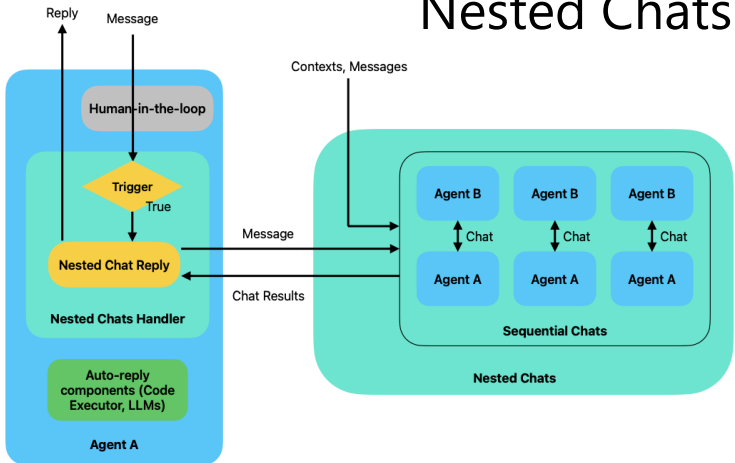 Nested Chats
Reply
Message
Contexts, Messages
Human-in-the-loop
Trigger
True
Nested Chat Reply
Nested Chats Handler
Auto-reply
components (Code
Executor, LLMs)
Agent A
Message
Chat Results
Agent B
Agent B
Agent B
Chat
Chat
Chat
Agent A
Agent A
Agent A
Sequential Chats
Nested Chats